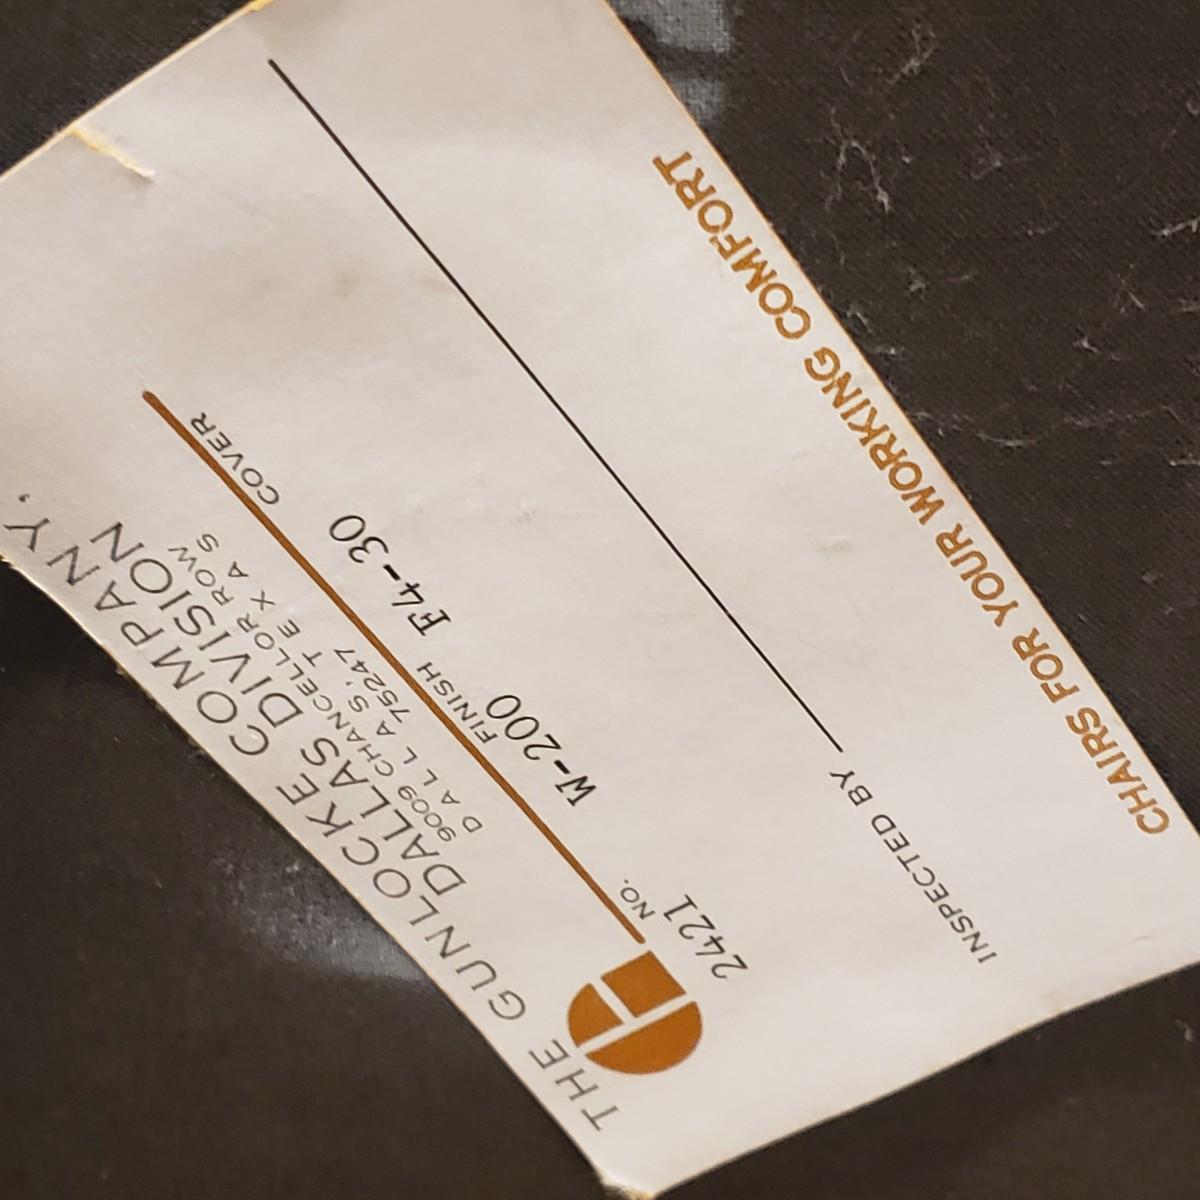 THE GUNLOCKE COMPANY,
DALLAS DIVISION
9009 CHANCELLOR ROW
DALLAS, TEXAS
75247
NO. FINISH COVER
2421 W-200 F4-30
INSPECTED BY
CHAIRS FOR YOUR WORKING COMFORT